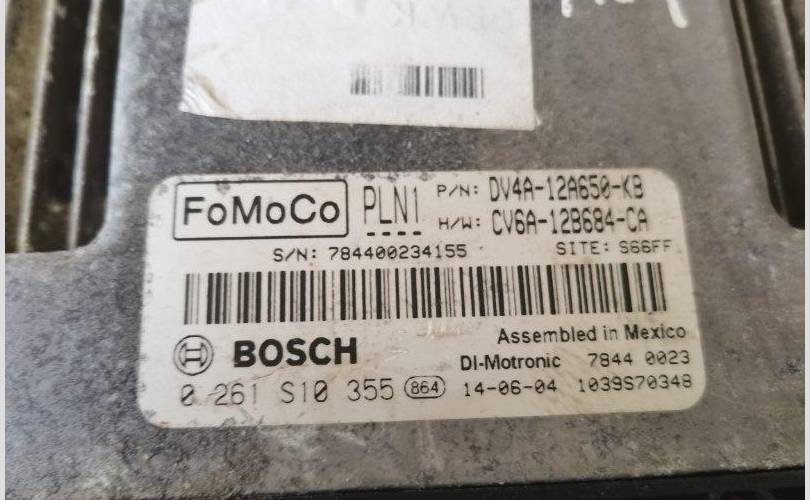 FoMoCo PLN1 P/N: DV4A-12A650-KB
H/W: CV6A-12B684-CA
S/N: 784400234155 SITE: S66FF
BOSCH Assembled in Mexico
DI-Motronic 7844 0023
0 261 S10 355 864 14-06-04 1039S70348